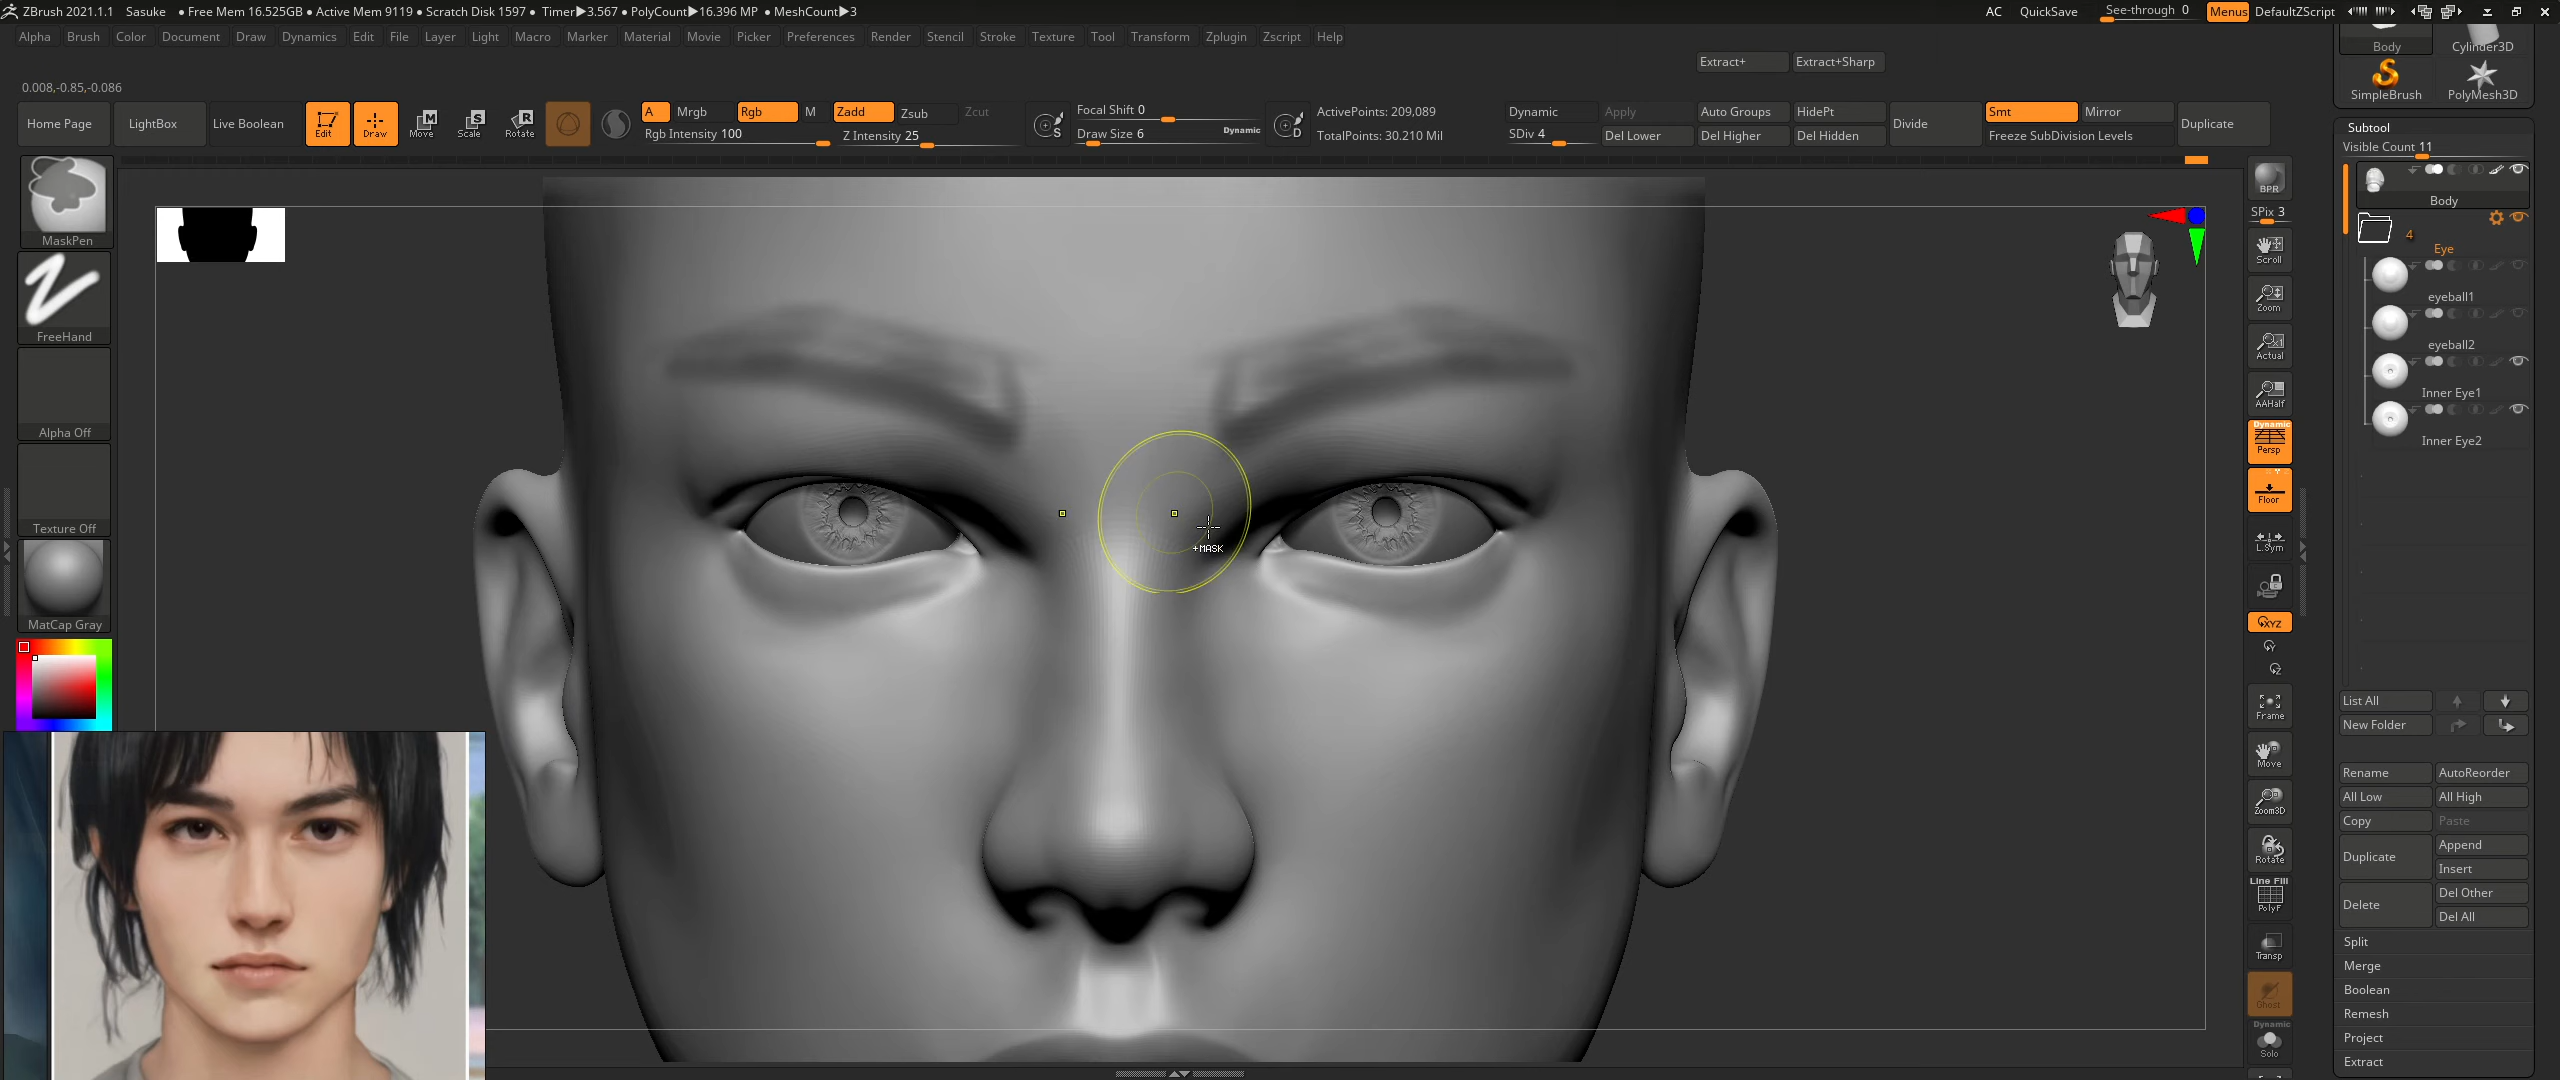 ZBrush 2021.1.1 Sasuke • Free Mem 16.525GB • Active Mem 9119 • Scratch Disk 1597 • Timer▶3.567 • PolyCount▶16.396 MP • MeshCount▶3 AC QuickSave See-through 0 Menus DefaultZScript
Alpha Brush Color Document Draw Dynamics Edit File Layer Light Macro Marker Material Movie Picker Preferences Render Stencil Stroke Texture Tool Transform Zplugin Zscript Help
Extract+ Extract+Sharp
0.008,-0.85,-0.086
Home Page LightBox Live Boolean Edit Draw Move Scale Rotate
A Mrgb Rgb M Zadd Zsub Zcut
Rgb Intensity 100 Z Intensity 25
S Focal Shift 0
Draw Size 6 Dynamic
D ActivePoints: 209,089
TotalPoints: 30.210 Mil
Dynamic Apply Auto Groups HidePt Divide Smt Mirror Duplicate
SDiv 4 Del Lower Del Higher Del Hidden Freeze SubDivision Levels
MaskPen
FreeHand
Alpha Off
Texture Off
MatCap Gray
+MASK
BPR
SPix 3
Scroll
Zoom
Actual
AAHalf
Dynamic
Persp
Floor
L.Sym
XYZ
Frame
Move
Zoom3D
Rotate
Line Fill
PolyF
Transp
Ghost
Dynamic
Solo
Body Cylinder3D
SimpleBrush PolyMesh3D
Subtool
Visible Count 11
Body
4
Eye
eyeball1
eyeball2
Inner Eye1
Inner Eye2
List All
New Folder
Rename AutoReorder
All Low All High
Copy Paste
Duplicate Append
Insert
Delete Del Other
Del All
Split
Merge
Boolean
Remesh
Project
Extract